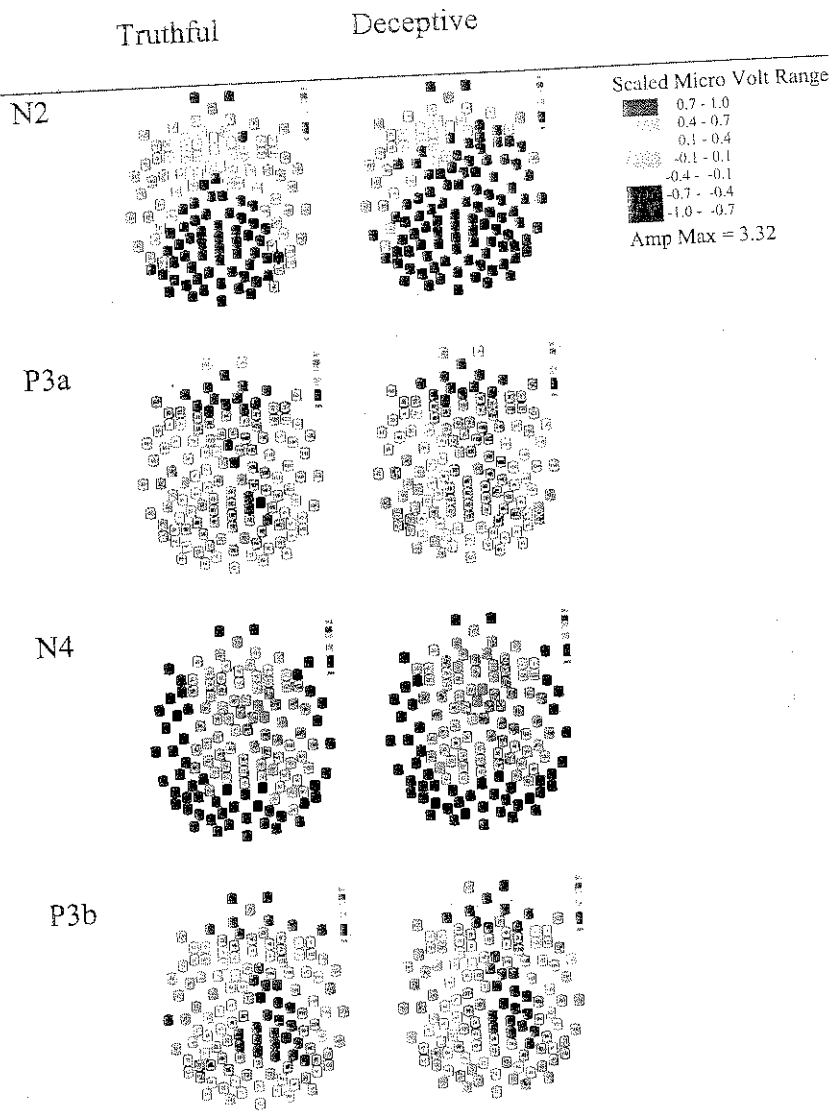 Truthful
Deceptive
N2
Scaled Micro Volt Range
0.7 - 1.0
0.4 - 0.7
0.1 - 0.4
-0.1 - 0.1
-0.4 - -0.1
-0.7 - -0.4
-1.0 - -0.7
Amp Max = 3.32
P3a
N4
P3b